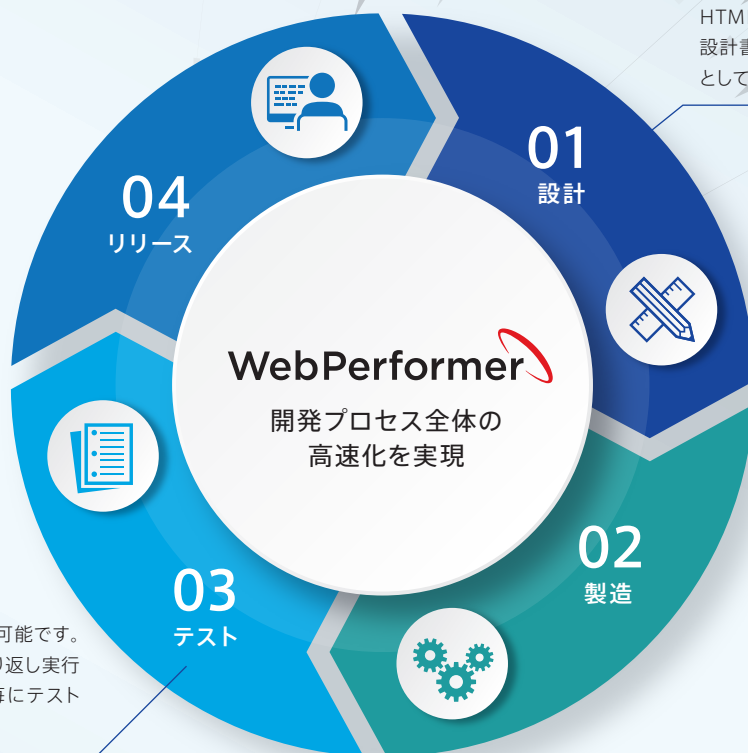 HTM
設計書
として
01
設計
04
リリース
WebPerformer
開発プロセス全体の
高速化を実現
02
製造
03
テスト
可能です。
り返し実行
毎にテスト